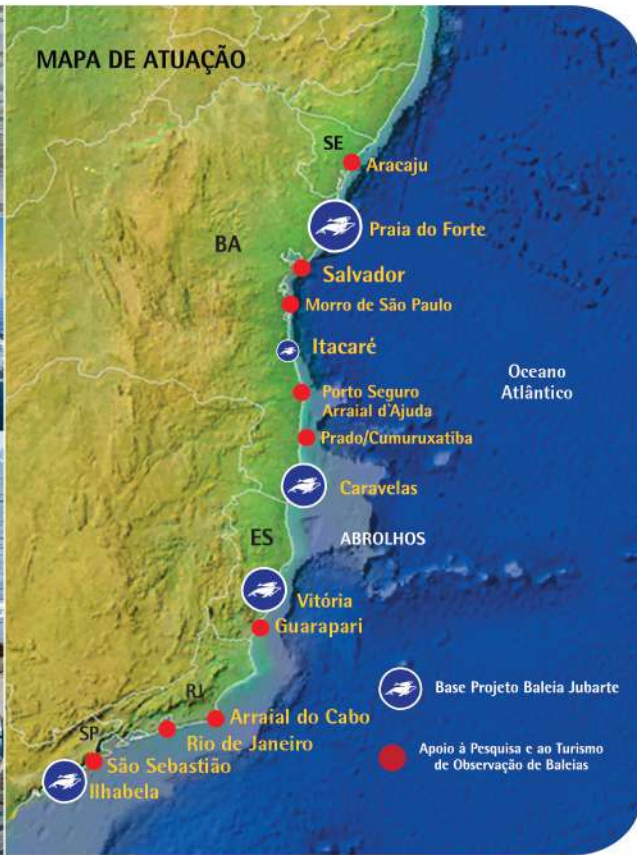 MAPA DE ATUAÇÃO
SE
Aracaju
Praia do Forte
BA
Salvador
Morro de São Paulo
Itacaré
Oceano
Atlântico
Porto Seguro
Arraial d'Ajuda
Prado/Cumuruxatiba
Caravelas
ES
ABROLHOS
Vitória
Guarapari
RJ
Base Projeto Baleia Jubarte
Arraial do Cabo
Rio de Janeiro
SP
São Sebastião
Ilhabela
Apoio à Pesquisa e ao Turismo
de Observação de Baleias